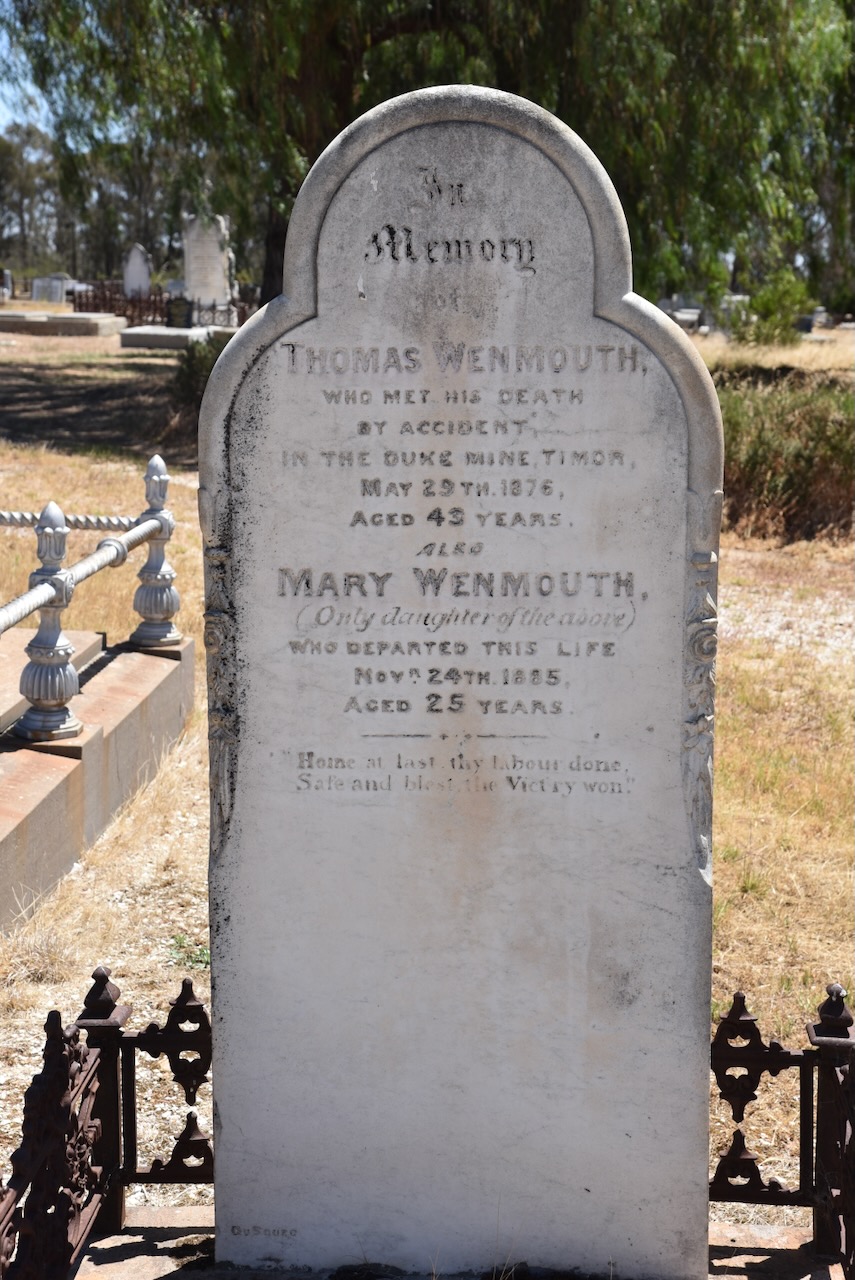 In
Memory
of
THOMAS WENMOUTH,
WHO MET HIS DEATH
BY ACCIDENT,
IN THE DUKE MINE, TIMOR,
MAY 29TH. 1876,
AGED 43 YEARS.
ALSO
MARY WENMOUTH,
(Only daughter of the above)
WHO DEPARTED THIS LIFE
NOVR. 24TH. 1885,
AGED 25 YEARS.
"Home at last, thy labour done,
Safe and blest, the Vict'ry won."